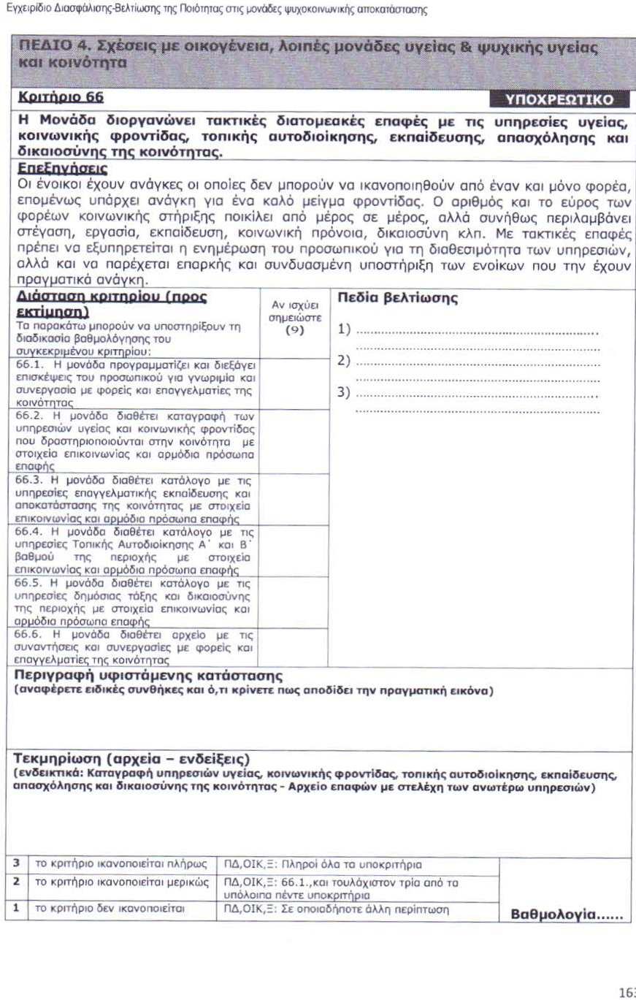 Εγχειρίδιο Διασφάλισης-Βελτίωσης της Ποιότητας στις μονάδες ψυχοκοινωνικής αποκατάστασης
ΠΕΔΙΟ 4. Σχέσεις με οικογένεια, λοιπές μονάδες υγείας & ψυχικής υγείας
και κοινότητα
Κριτήριο 66
ΥΠΟΧΡΕΩΤΙΚΟ
Η Μονάδα διοργανώνει τακτικές διατομεακές επαφές με τις υπηρεσίες υγείας,
κοινωνικής φροντίδας, τοπικής αυτοδιοίκησης, εκπαίδευσης, απασχόλησης και
δικαιοσύνης της κοινότητας.
Επεξηγήσεις
Οι ένοικοι έχουν ανάγκες οι οποίες δεν μπορούν να ικανοποιηθούν από έναν και μόνο φορέα,
επομένως υπάρχει ανάγκη για ένα καλό μείγμα φροντίδας. Ο αριθμός και το εύρος των
φορέων κοινωνικής στήριξης ποικίλει από μέρος σε μέρος, αλλά συνήθως περιλαμβάνει
στέγαση, εργασία, εκπαίδευση, κοινωνική πρόνοια, δικαιοσύνη κλπ. Με τακτικές επαφές
πρέπει να εξυπηρετείται η ενημέρωση του προσωπικού για τη διαθεσιμότητα των υπηρεσιών,
αλλά και να παρέχεται επαρκής και συνδυασμένη υποστήριξη των ενοίκων που την έχουν
πραγματικά ανάγκη.
Διάσταση κριτηρίου (προς
εκτίμηση)
Τα παρακάτω μπορούν να υποστηρίξουν τη
διαδικασία βαθμολόγησης του
συγκεκριμένου κριτηρίου:
Αν ισχύει
σημειώστε
(9)
Πεδία βελτίωσης
1) ................................................................
................................................................
2) ................................................................
................................................................
3) ................................................................
................................................................
66.1. Η μονάδα προγραμματίζει και διεξάγει
επισκέψεις του προσωπικού για γνωριμία και
συνεργασία με φορείς και επαγγελματίες της
κοινότητας
66.2. Η μονάδα διαθέτει καταγραφή των
υπηρεσιών υγείας και κοινωνικής φροντίδας
που δραστηριοποιούνται στην κοινότητα με
στοιχεία επικοινωνίας και αρμόδια πρόσωπα
επαφής
66.3. Η μονάδα διαθέτει κατάλογο με τις
υπηρεσίες επαγγελματικής εκπαίδευσης και
αποκατάστασης της κοινότητας με στοιχεία
επικοινωνίας και αρμόδια πρόσωπα επαφής
66.4. Η μονάδα διαθέτει κατάλογο με τις
υπηρεσίες Τοπικής Αυτοδιοίκησης Α΄ και Β΄
βαθμού της περιοχής με στοιχεία
επικοινωνίας και αρμόδια πρόσωπα επαφής
66.5. Η μονάδα διαθέτει κατάλογο με τις
υπηρεσίες δημόσιας τάξης και δικαιοσύνης
της περιοχής με στοιχεία επικοινωνίας και
αρμόδια πρόσωπα επαφής
66.6. Η μονάδα διαθέτει αρχείο με τις
συναντήσεις και συνεργασίες με φορείς και
επαγγελματίες της κοινότητας
Περιγραφή υφιστάμενης κατάστασης
(αναφέρετε ειδικές συνθήκες και ό,τι κρίνετε πως αποδίδει την πραγματική εικόνα)
Τεκμηρίωση (αρχεία – ενδείξεις)
(ενδεικτικά: Καταγραφή υπηρεσιών υγείας, κοινωνικής φροντίδας, τοπικής αυτοδιοίκησης, εκπαίδευσης,
απασχόλησης και δικαιοσύνης της κοινότητας - Αρχείο επαφών με στελέχη των ανωτέρω υπηρεσιών)
3 το κριτήριο ικανοποιείται πλήρως ΠΔ,ΟΙΚ,Ξ: Πληροί όλα τα υποκριτήρια
2 το κριτήριο ικανοποιείται μερικώς ΠΔ,ΟΙΚ,Ξ: 66.1.,και τουλάχιστον τρία από τα
υπόλοιπα πέντε υποκριτήρια
1 το κριτήριο δεν ικανοποιείται ΠΔ,ΟΙΚ,Ξ: Σε οποιαδήποτε άλλη περίπτωση
Βαθμολογία......
163